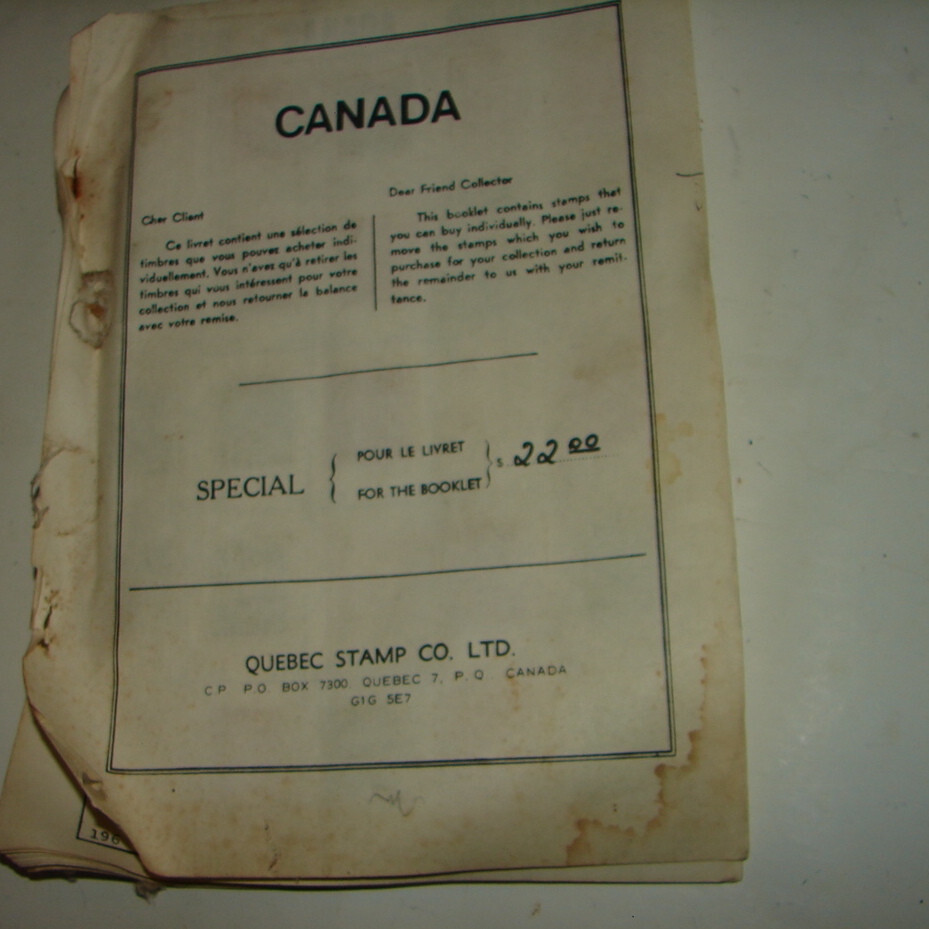 CANADA
Cher Client
Ce livret contient une sélection de
timbres que vous pouvez acheter indi-
viduellement. Vous n'avez qu'à retirer les
timbres qui vous intéressent pour votre
collection et nous retourner la balance
avec votre remise.
Dear Friend Collector
This booklet contains stamps that
you can buy individually. Please just re-
move the stamps which you wish to
purchase for your collection and return
the remainder to us with your remit-
tance.
SPECIAL
POUR LE LIVRET
FOR THE BOOKLET
$ 22 00
QUEBEC STAMP CO. LTD.
C.P. P.O. BOX 7300, QUEBEC 7, P.Q. CANADA
G1G 5E7